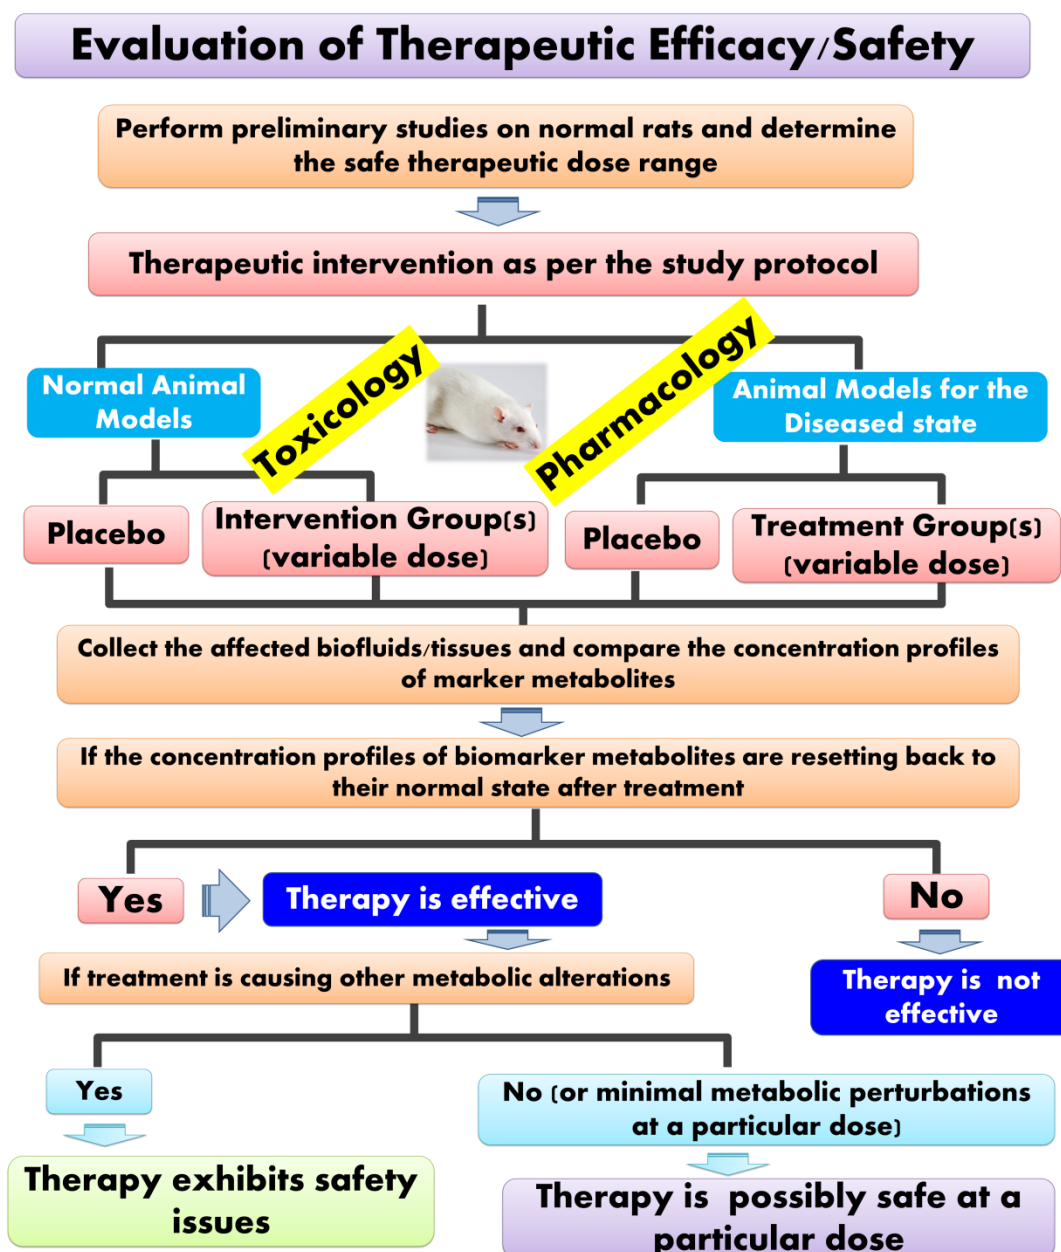 Evaluation of Therapeutic Efficacy/Safety
Perform preliminary studies on normal rats and determine
the safe therapeutic dose range
Therapeutic intervention as per the study protocol
Toxicology
Pharmacology
Normal Animal
Models
Animal Models for the
Diseased state
Placebo
Intervention Group(s)
(variable dose)
Placebo
Treatment Group(s)
(variable dose)
Collect the affected biofluids/tissues and compare the concentration profiles
of marker metabolites
If the concentration profiles of biomarker metabolites are resetting back to
their normal state after treatment
Yes
Therapy is effective
No
If treatment is causing other metabolic alterations
Therapy is  not
effective
Yes
No (or minimal metabolic perturbations
at a particular dose)
Therapy exhibits safety
issues
Therapy is  possibly safe at a
particular dose